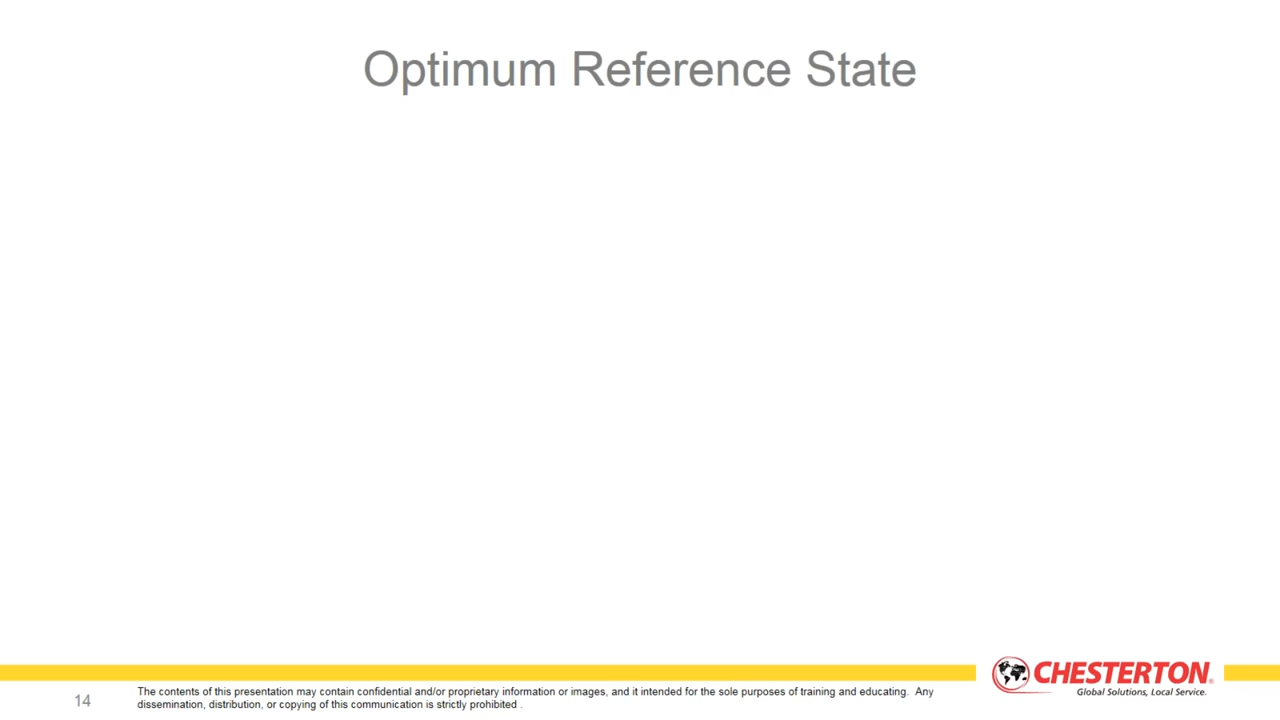 Optimum Reference State
CHESTERTON
Global Solutions, Local Service.
14
The contents of this presentation may contain confidential and/or proprietary information or images, and it intended for the sole purposes of training and educating. Any
dissemination, distribution, or copying of this communication is strictly prohibited .